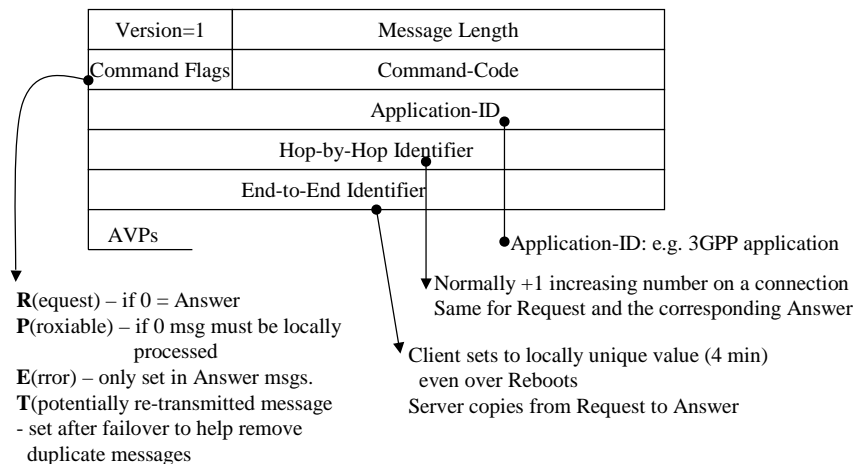 Version=1 Message Length
Command Flags Command-Code
Application-ID
Hop-by-Hop Identifier
End-to-End Identifier
AVPs
Application-ID: e.g. 3GPP application
Normally +1 increasing number on a connection
Same for Request and the corresponding Answer
R(equest) – if 0 = Answer
P(roxiable) – if 0 msg must be locally
processed
E(rror) – only set in Answer msgs.
T(potentially re-transmitted message
- set after failover to help remove
duplicate messages
Client sets to locally unique value (4 min)
even over Reboots
Server copies from Request to Answer